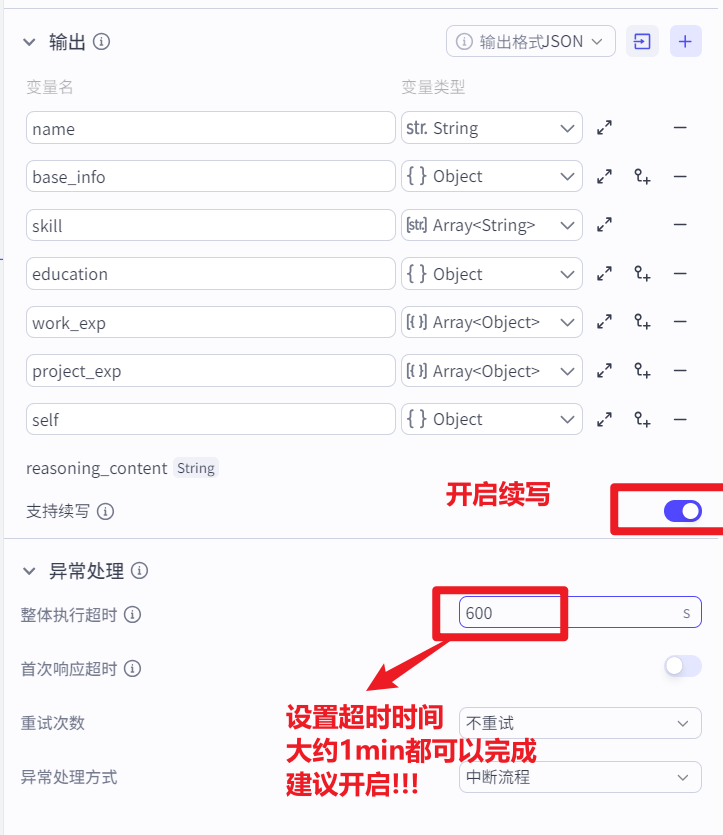 输出
输出格式JSON
变量名 变量类型
name str. String
base_info { } Object
skill [str] Array<String>
education { } Object
work_exp [{ }] Array<Object>
project_exp [{ }] Array<Object>
self { } Object
reasoning_content String
开启续写
支持续写
异常处理
整体执行超时 600 s
首次响应超时
设置超时时间
大约1min都可以完成
建议开启!!!
重试次数 不重试
异常处理方式 中断流程